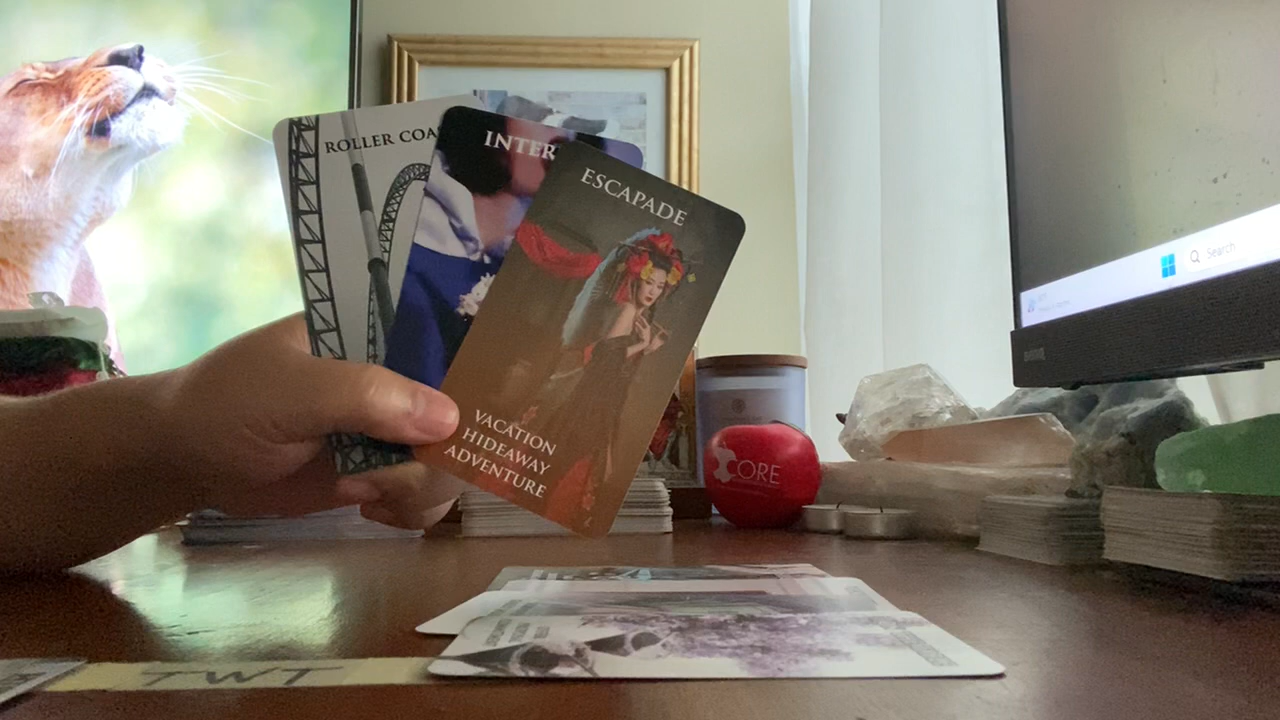 ROLLER COA
INTER
ESCAPADE
VACATION
HIDEAWAY
ADVENTURE
CORE
Search
TWT